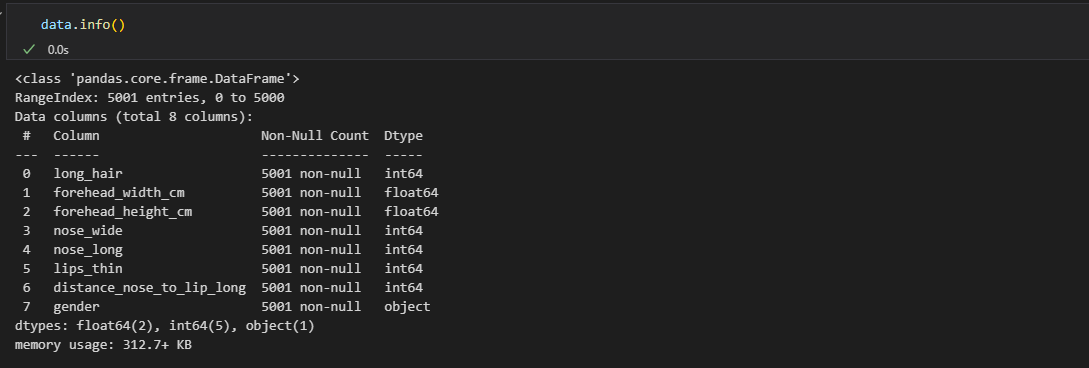 data.info()
0.0s
<class 'pandas.core.frame.DataFrame'>
RangeIndex: 5001 entries, 0 to 5000
Data columns (total 8 columns):
 #   Column                    Non-Null Count  Dtype
---  ------                    --------------  -----
 0   long_hair                 5001 non-null   int64
 1   forehead_width_cm         5001 non-null   float64
 2   forehead_height_cm        5001 non-null   float64
 3   nose_wide                 5001 non-null   int64
 4   nose_long                 5001 non-null   int64
 5   lips_thin                 5001 non-null   int64
 6   distance_nose_to_lip_long 5001 non-null   int64
 7   gender                    5001 non-null   object
dtypes: float64(2), int64(5), object(1)
memory usage: 312.7+ KB